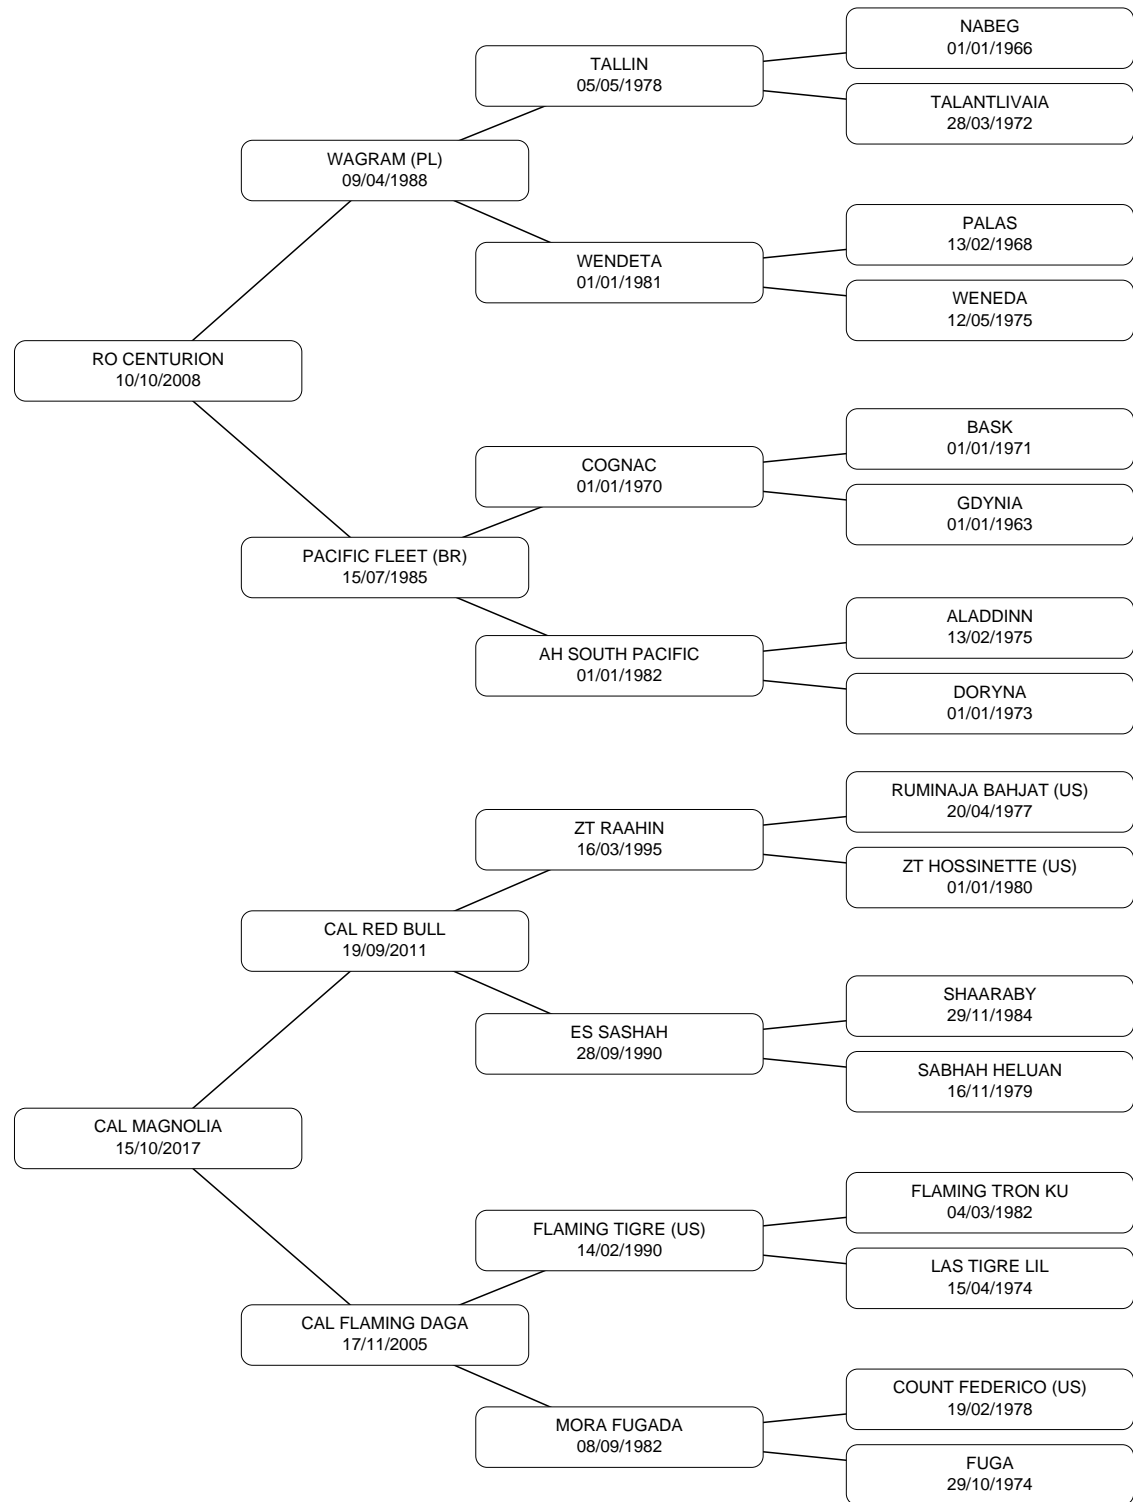 NABEG
01/01/1966
TALLIN
05/05/1978
TALANTLIVAIA
28/03/1972
WAGRAM (PL)
09/04/1988
PALAS
13/02/1968
WENDETA
01/01/1981
WENEDA
12/05/1975
RO CENTURION
10/10/2008
BASK
01/01/1971
COGNAC
01/01/1970
GDYNIA
01/01/1963
PACIFIC FLEET (BR)
15/07/1985
ALADDINN
13/02/1975
AH SOUTH PACIFIC
01/01/1982
DORYNA
01/01/1973
RUMINAJA BAHJAT (US)
20/04/1977
ZT RAAHIN
16/03/1995
ZT HOSSINETTE (US)
01/01/1980
CAL RED BULL
19/09/2011
SHAARABY
29/11/1984
ES SASHAH
28/09/1990
SABHAH HELUAN
16/11/1979
CAL MAGNOLIA
15/10/2017
FLAMING TRON KU
04/03/1982
FLAMING TIGRE (US)
14/02/1990
LAS TIGRE LIL
15/04/1974
CAL FLAMING DAGA
17/11/2005
COUNT FEDERICO (US)
19/02/1978
MORA FUGADA
08/09/1982
FUGA
29/10/1974